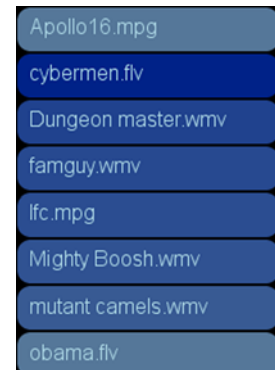 Apollo16.mpg
cybermen.flv
Dungeon master.wmv
famguy.wmv
lfc.mpg
Mighty Boosh.wmv
mutant camels.wmv
obama.flv